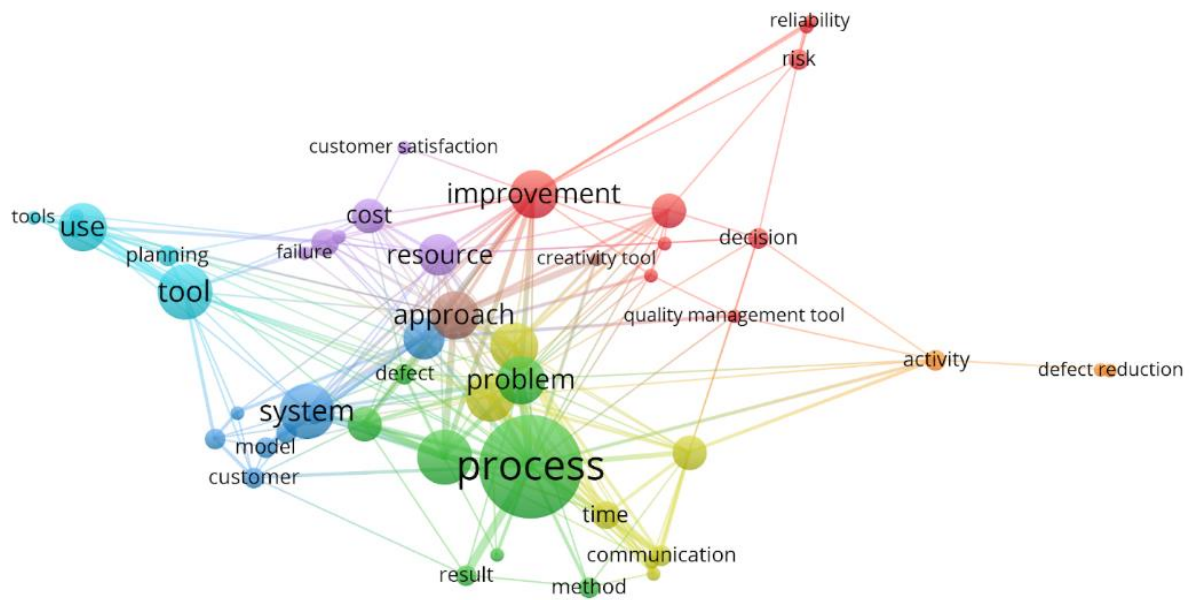 reliability
risk
customer satisfaction
improvement
tools
use
cost
planning
failure
resource
creativity tool
decision
tool
approach
quality management tool
defect
problem
activity
defect reduction
system
model
customer
process
time
communication
result
method